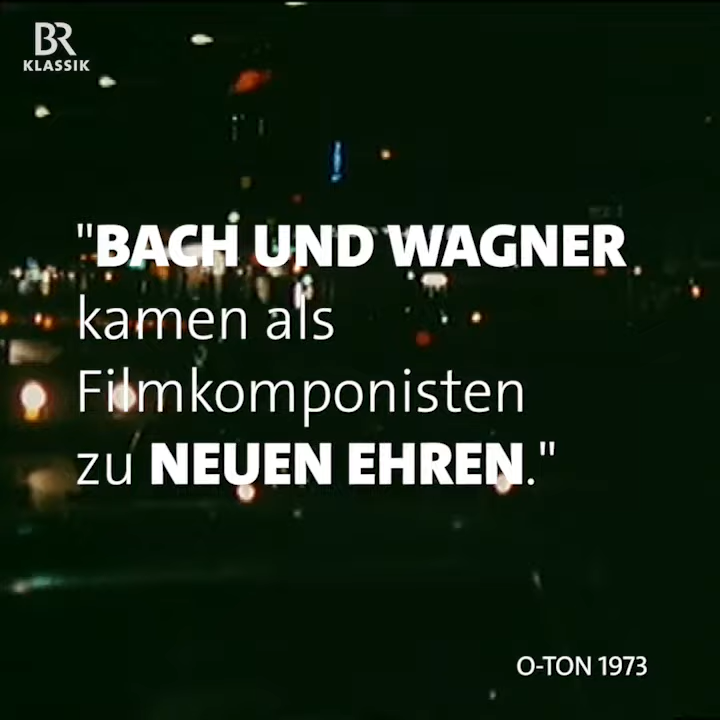 BR
KLASSIK
"BACH UND WAGNER
kamen als
Filmkomponisten
zu NEUEN EHREN."
O-TON 1973